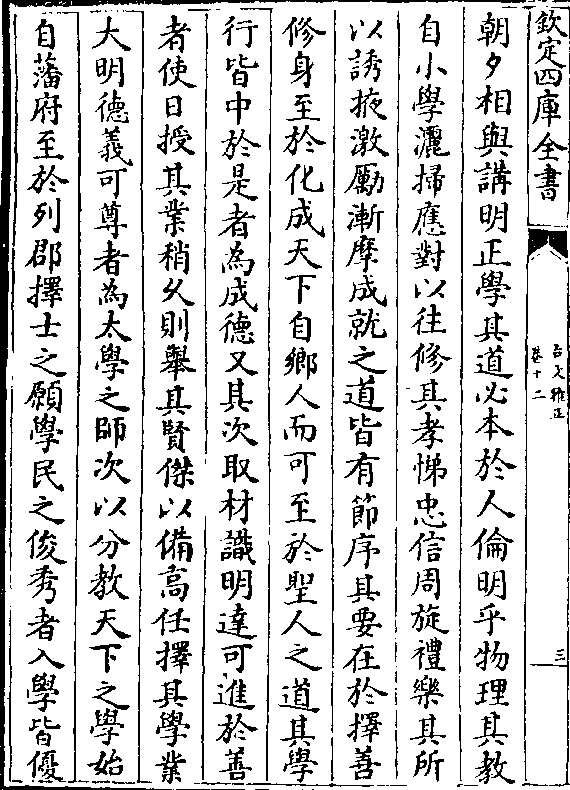 欽定四庫全書
古文雅正
卷十二
三
朝夕相與講明正學其道必本於人倫明乎物理其教
自小學灑掃應對以往修其孝悌忠信周旋禮樂其所
以誘掖激勵漸摩成就之道皆有節序其要在於擇善
修身至於化成天下自鄉人而可至於聖人之道其學
行皆中於是者為成德又其次取材識明達可進於善
者使日授其業稍久則舉其賢傑以備高任擇其學業
大明德義可尊者為太學之師次以分教天下之學始
自藩府至於列郡擇士之願學民之俊秀者入學皆優